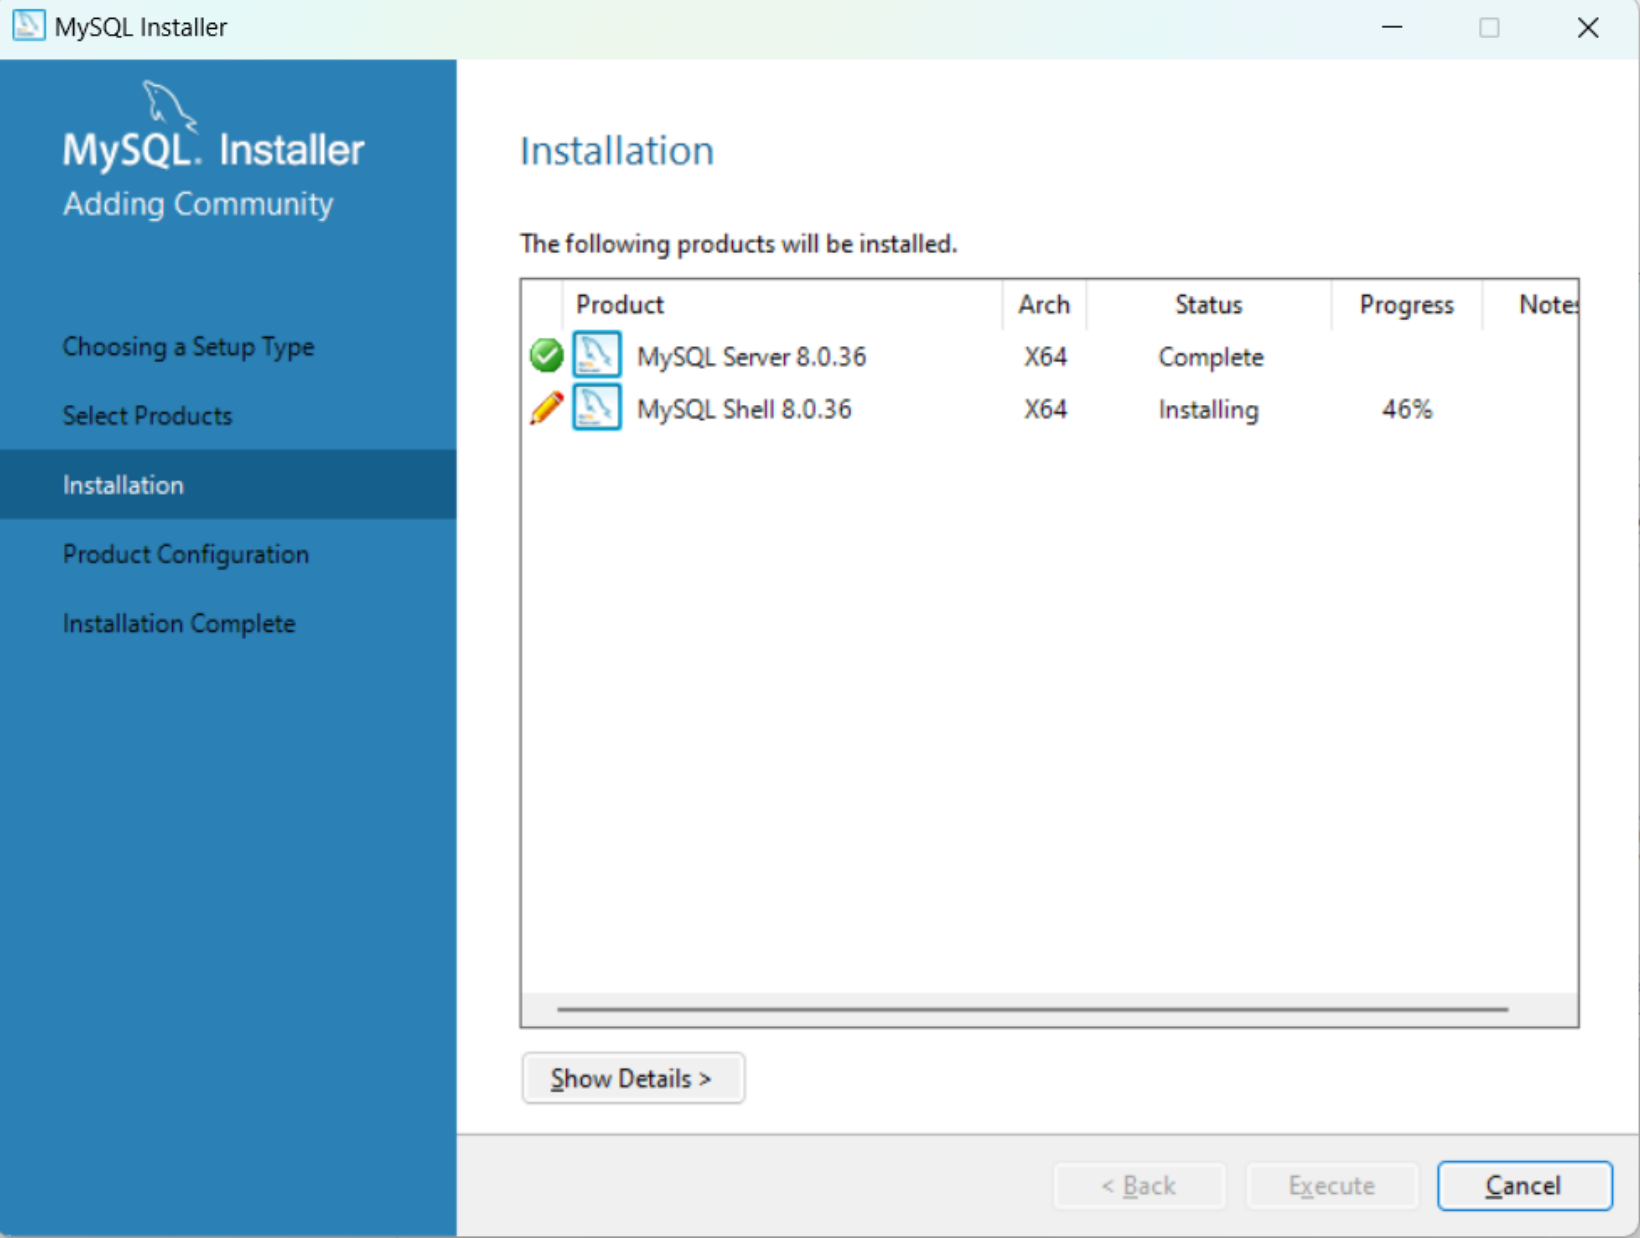 MySQL Installer
MySQL. Installer
Adding Community
Choosing a Setup Type
Select Products
Installation
Product Configuration
Installation Complete
Installation
The following products will be installed.
Product Arch Status Progress Notes
MySQL Server 8.0.36 X64 Complete
MySQL Shell 8.0.36 X64 Installing 46%
Show Details >
< Back Execute Cancel